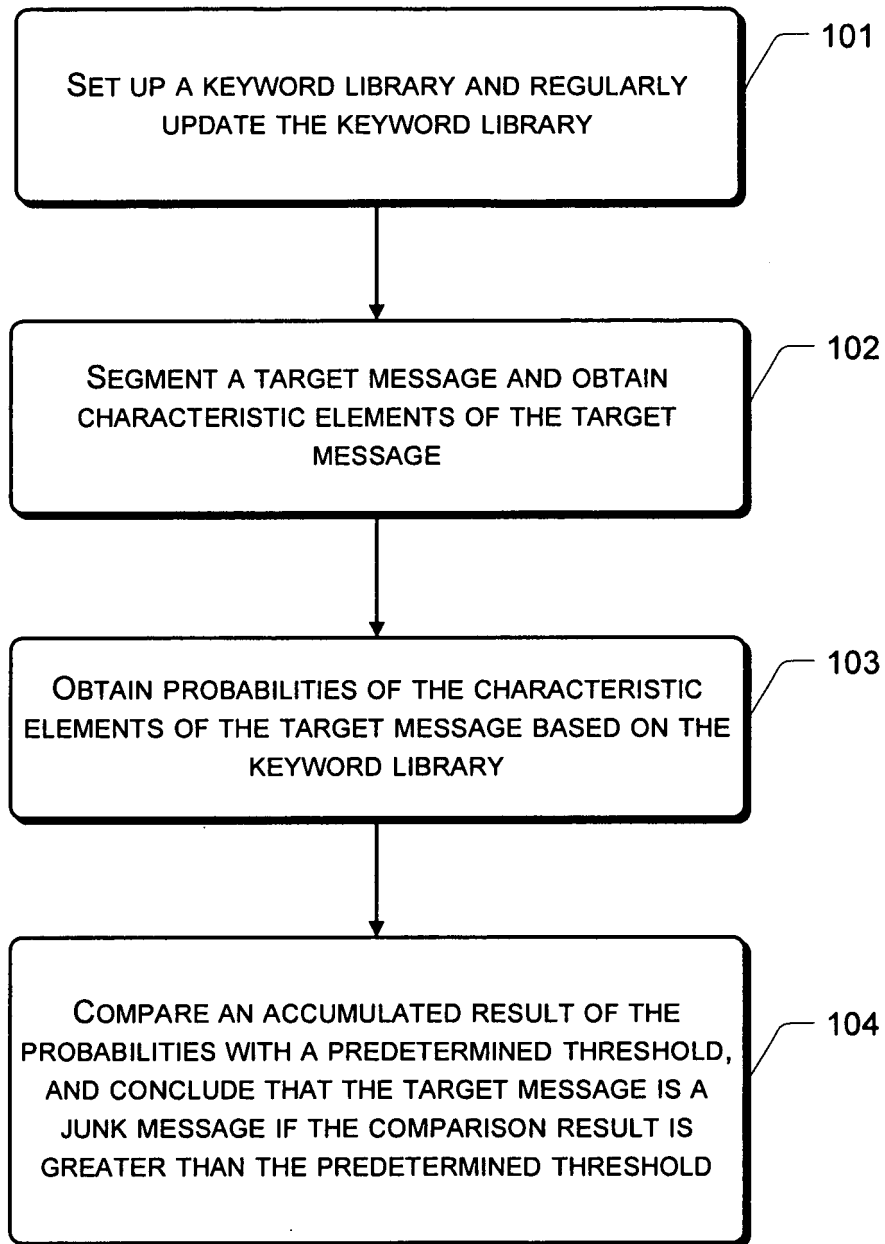 SET UP A KEYWORD LIBRARY AND REGULARLY
UPDATE THE KEYWORD LIBRARY
101
SEGMENT A TARGET MESSAGE AND OBTAIN
CHARACTERISTIC ELEMENTS OF THE TARGET
MESSAGE
102
OBTAIN PROBABILITIES OF THE CHARACTERISTIC
ELEMENTS OF THE TARGET MESSAGE BASED ON THE
KEYWORD LIBRARY
103
COMPARE AN ACCUMULATED RESULT OF THE
PROBABILITIES WITH A PREDETERMINED THRESHOLD,
AND CONCLUDE THAT THE TARGET MESSAGE IS A
JUNK MESSAGE IF THE COMPARISON RESULT IS
GREATER THAN THE PREDETERMINED THRESHOLD
104